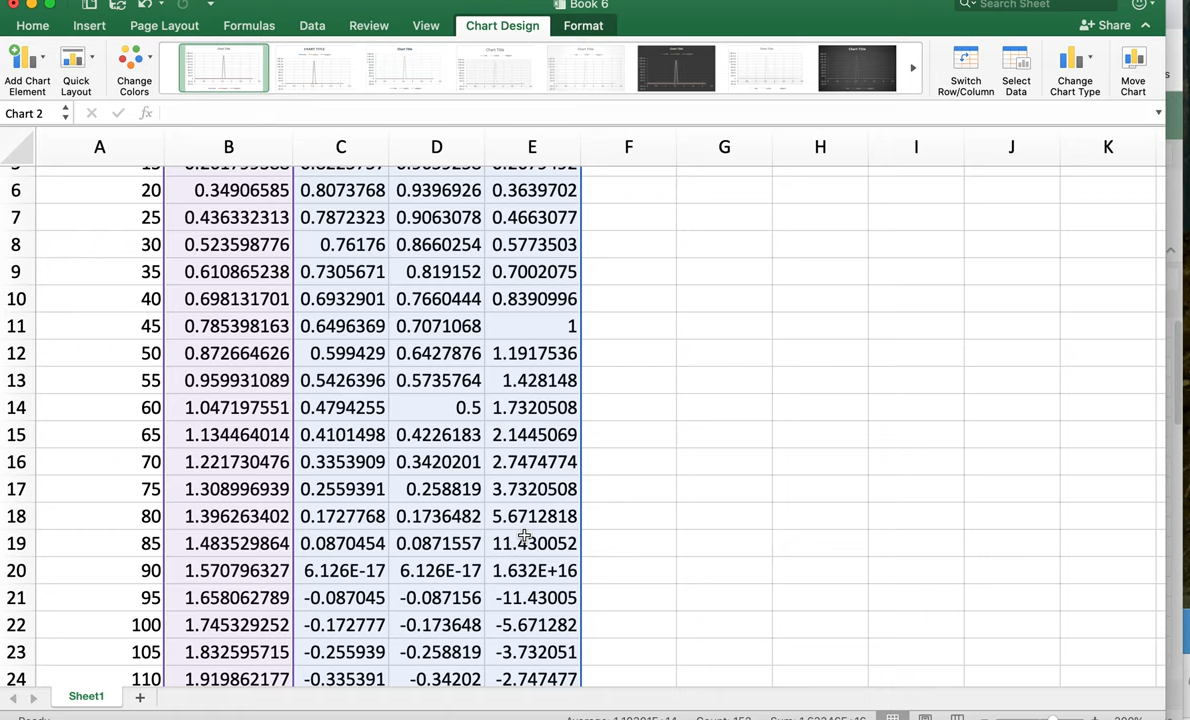 Book 6
Search Sheet
Home Insert Page Layout Formulas Data Review View Chart Design Format Share
Add Chart Element
Quick Layout
Change Colors
Switch Row/Column
Select Data
Change Chart Type
Move Chart
Chart 2 fx
A B C D E F G H I J K
6 20 0.34906585 0.8073768 0.9396926 0.3639702
7 25 0.436332313 0.7872323 0.9063078 0.4663077
8 30 0.523598776 0.76176 0.8660254 0.5773503
9 35 0.610865238 0.7305671 0.819152 0.7002075
10 40 0.698131701 0.6932901 0.7660444 0.8390996
11 45 0.785398163 0.6496369 0.7071068 1
12 50 0.872664626 0.599429 0.6427876 1.1917536
13 55 0.959931089 0.5426396 0.5735764 1.428148
14 60 1.047197551 0.4794255 0.5 1.7320508
15 65 1.134464014 0.4101498 0.4226183 2.1445069
16 70 1.221730476 0.3353909 0.3420201 2.7474774
17 75 1.308996939 0.2559391 0.258819 3.7320508
18 80 1.396263402 0.1727768 0.1736482 5.6712818
19 85 1.483529864 0.0870454 0.0871557 11.430052
20 90 1.570796327 6.126E-17 6.126E-17 1.632E+16
21 95 1.658062789 -0.087045 -0.087156 -11.43005
22 100 1.745329252 -0.172777 -0.173648 -5.671282
23 105 1.832595715 -0.255939 -0.258819 -3.732051
24 110 1.919862177 -0.335391 -0.34202 -2.747477
Sheet1 +